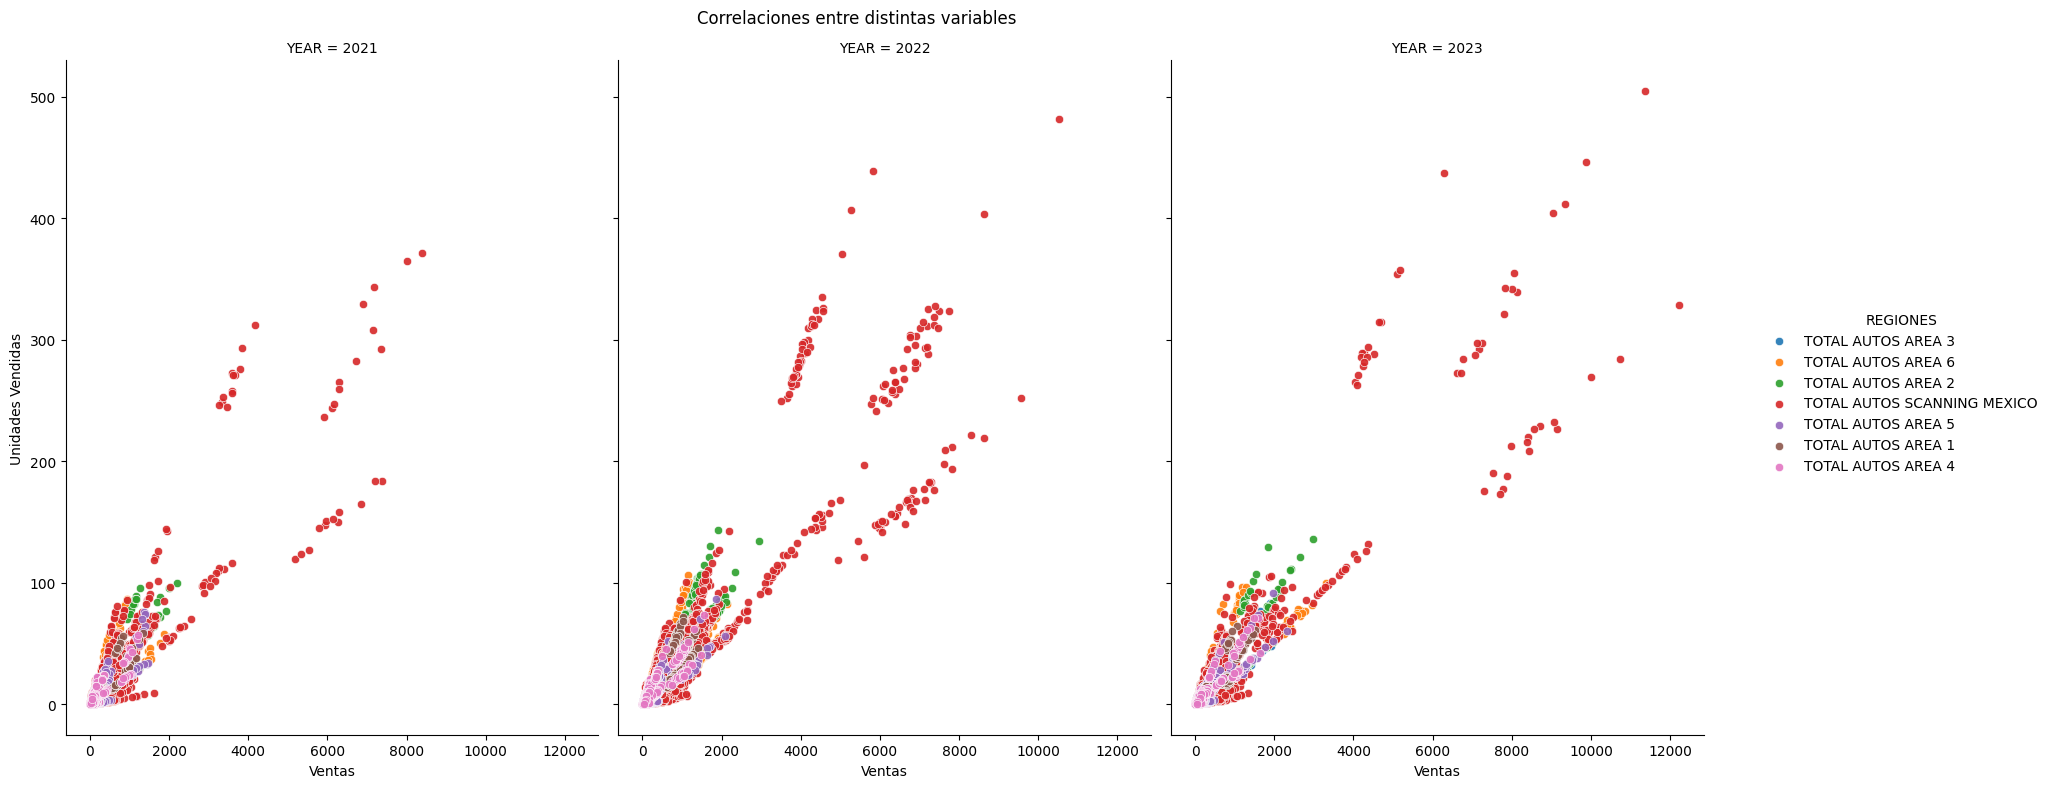 Correlaciones entre distintas variables
YEAR = 2021
YEAR = 2022
YEAR = 2023
Unidades Vendidas
500
400
300
200
100
0
0 2000 4000 6000 8000 10000 12000
0 2000 4000 6000 8000 10000 12000
0 2000 4000 6000 8000 10000 12000
Ventas
Ventas
Ventas
REGIONES
TOTAL AUTOS AREA 3
TOTAL AUTOS AREA 6
TOTAL AUTOS AREA 2
TOTAL AUTOS SCANNING MEXICO
TOTAL AUTOS AREA 5
TOTAL AUTOS AREA 1
TOTAL AUTOS AREA 4